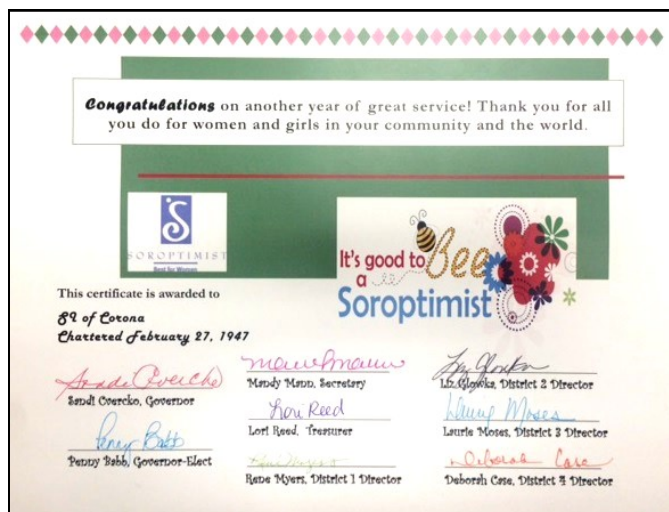 Congratulations on another year of great service! Thank you for all
you do for women and girls in your community and the world.
S
SOROPTIMIST
Best for Women
It's good to Bee
a
Soroptimist
This certificate is awarded to
SI of Corona
Chartered February 27, 1947
Sandi Overcko
Sandi Overcko, Governor
Mandy Mann, Secretary
Liz Glowka
Liz Glowka, District 2 Director
Penny Babb
Penny Babb, Governor-Elect
Lori Reed
Lori Reed, Treasurer
Laurie Moses
Laurie Moses, District 3 Director
Rene Myers
Rene Myers, District 1 Director
Deborah Case
Deborah Case, District 4 Director